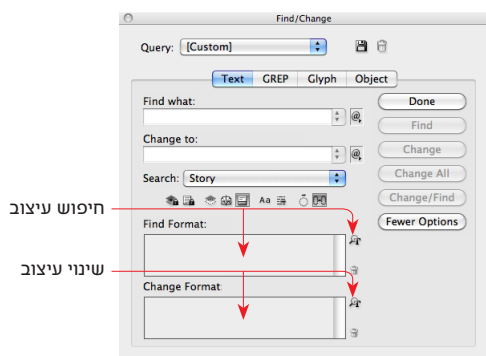 Find/Change
Query: [Custom]
Text GREP Glyph Object
Find what:
Done
Find
Change to:
Change
Search: Story
Change All
Aa
Change/Find
חיפוש עיצוב
Find Format:
Fewer Options
שינוי עיצוב
Change Format